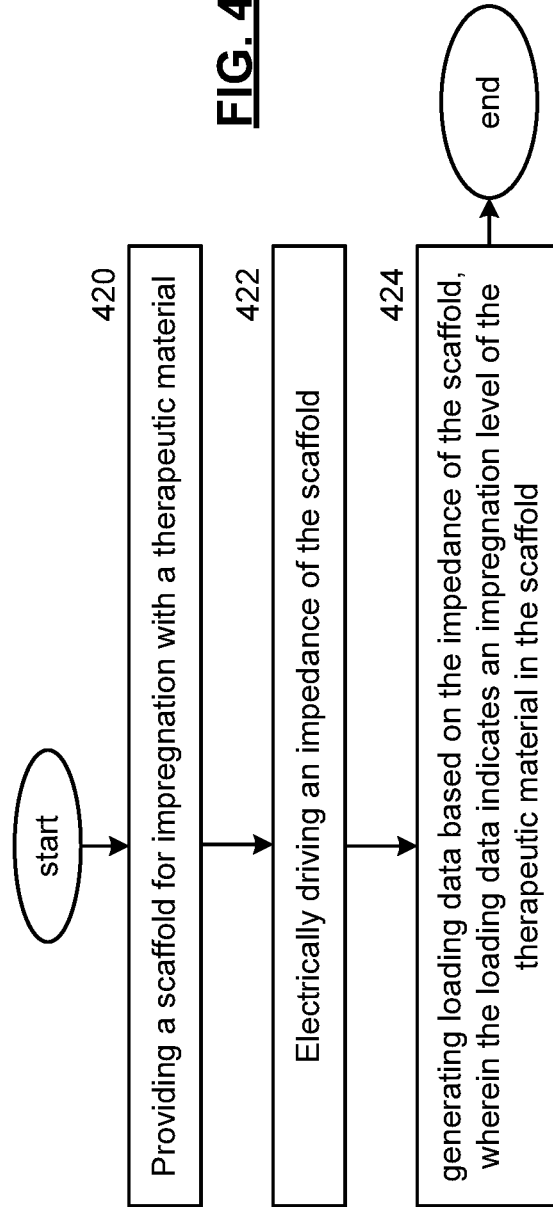 start
420
Providing a scaffold for impregnation with a therapeutic material
422
Electrically driving an impedance of the scaffold
424
generating loading data based on the impedance of the scaffold,
wherein the loading data indicates an impregnation level of the
therapeutic material in the scaffold
end
FIG. 4